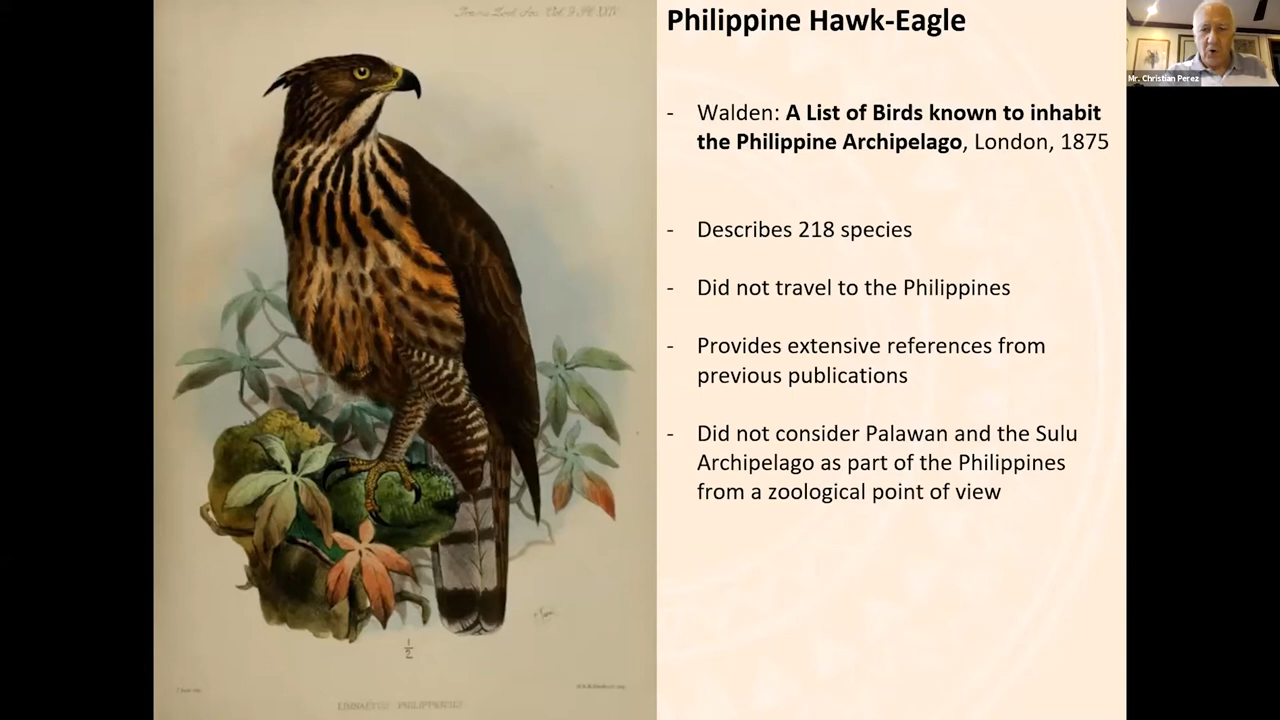 Philippine Hawk-Eagle
Mr. Christian Perez
- Walden: A List of Birds known to inhabit
the Philippine Archipelago, London, 1875
- Describes 218 species
- Did not travel to the Philippines
- Provides extensive references from
previous publications
- Did not consider Palawan and the Sulu
Archipelago as part of the Philippines
from a zoological point of view
1/2